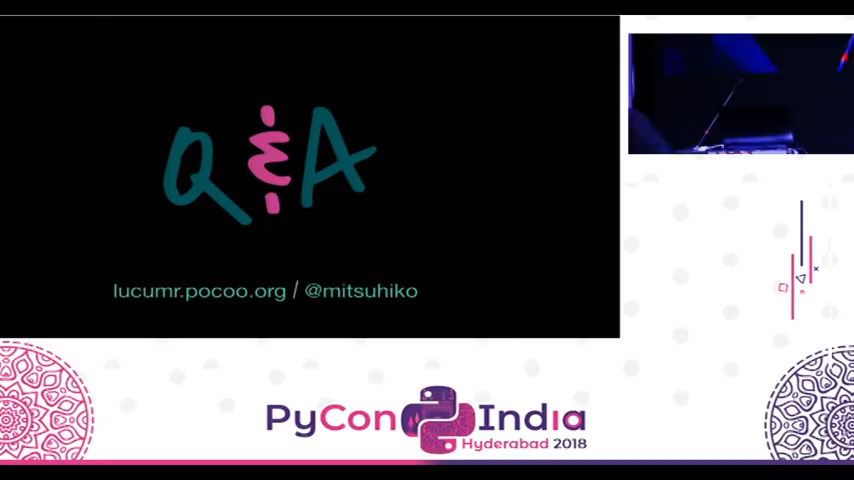 Q & A
lucumr.pocoo.org / @mitsuhiko
PyCon India
Hyderabad 2018